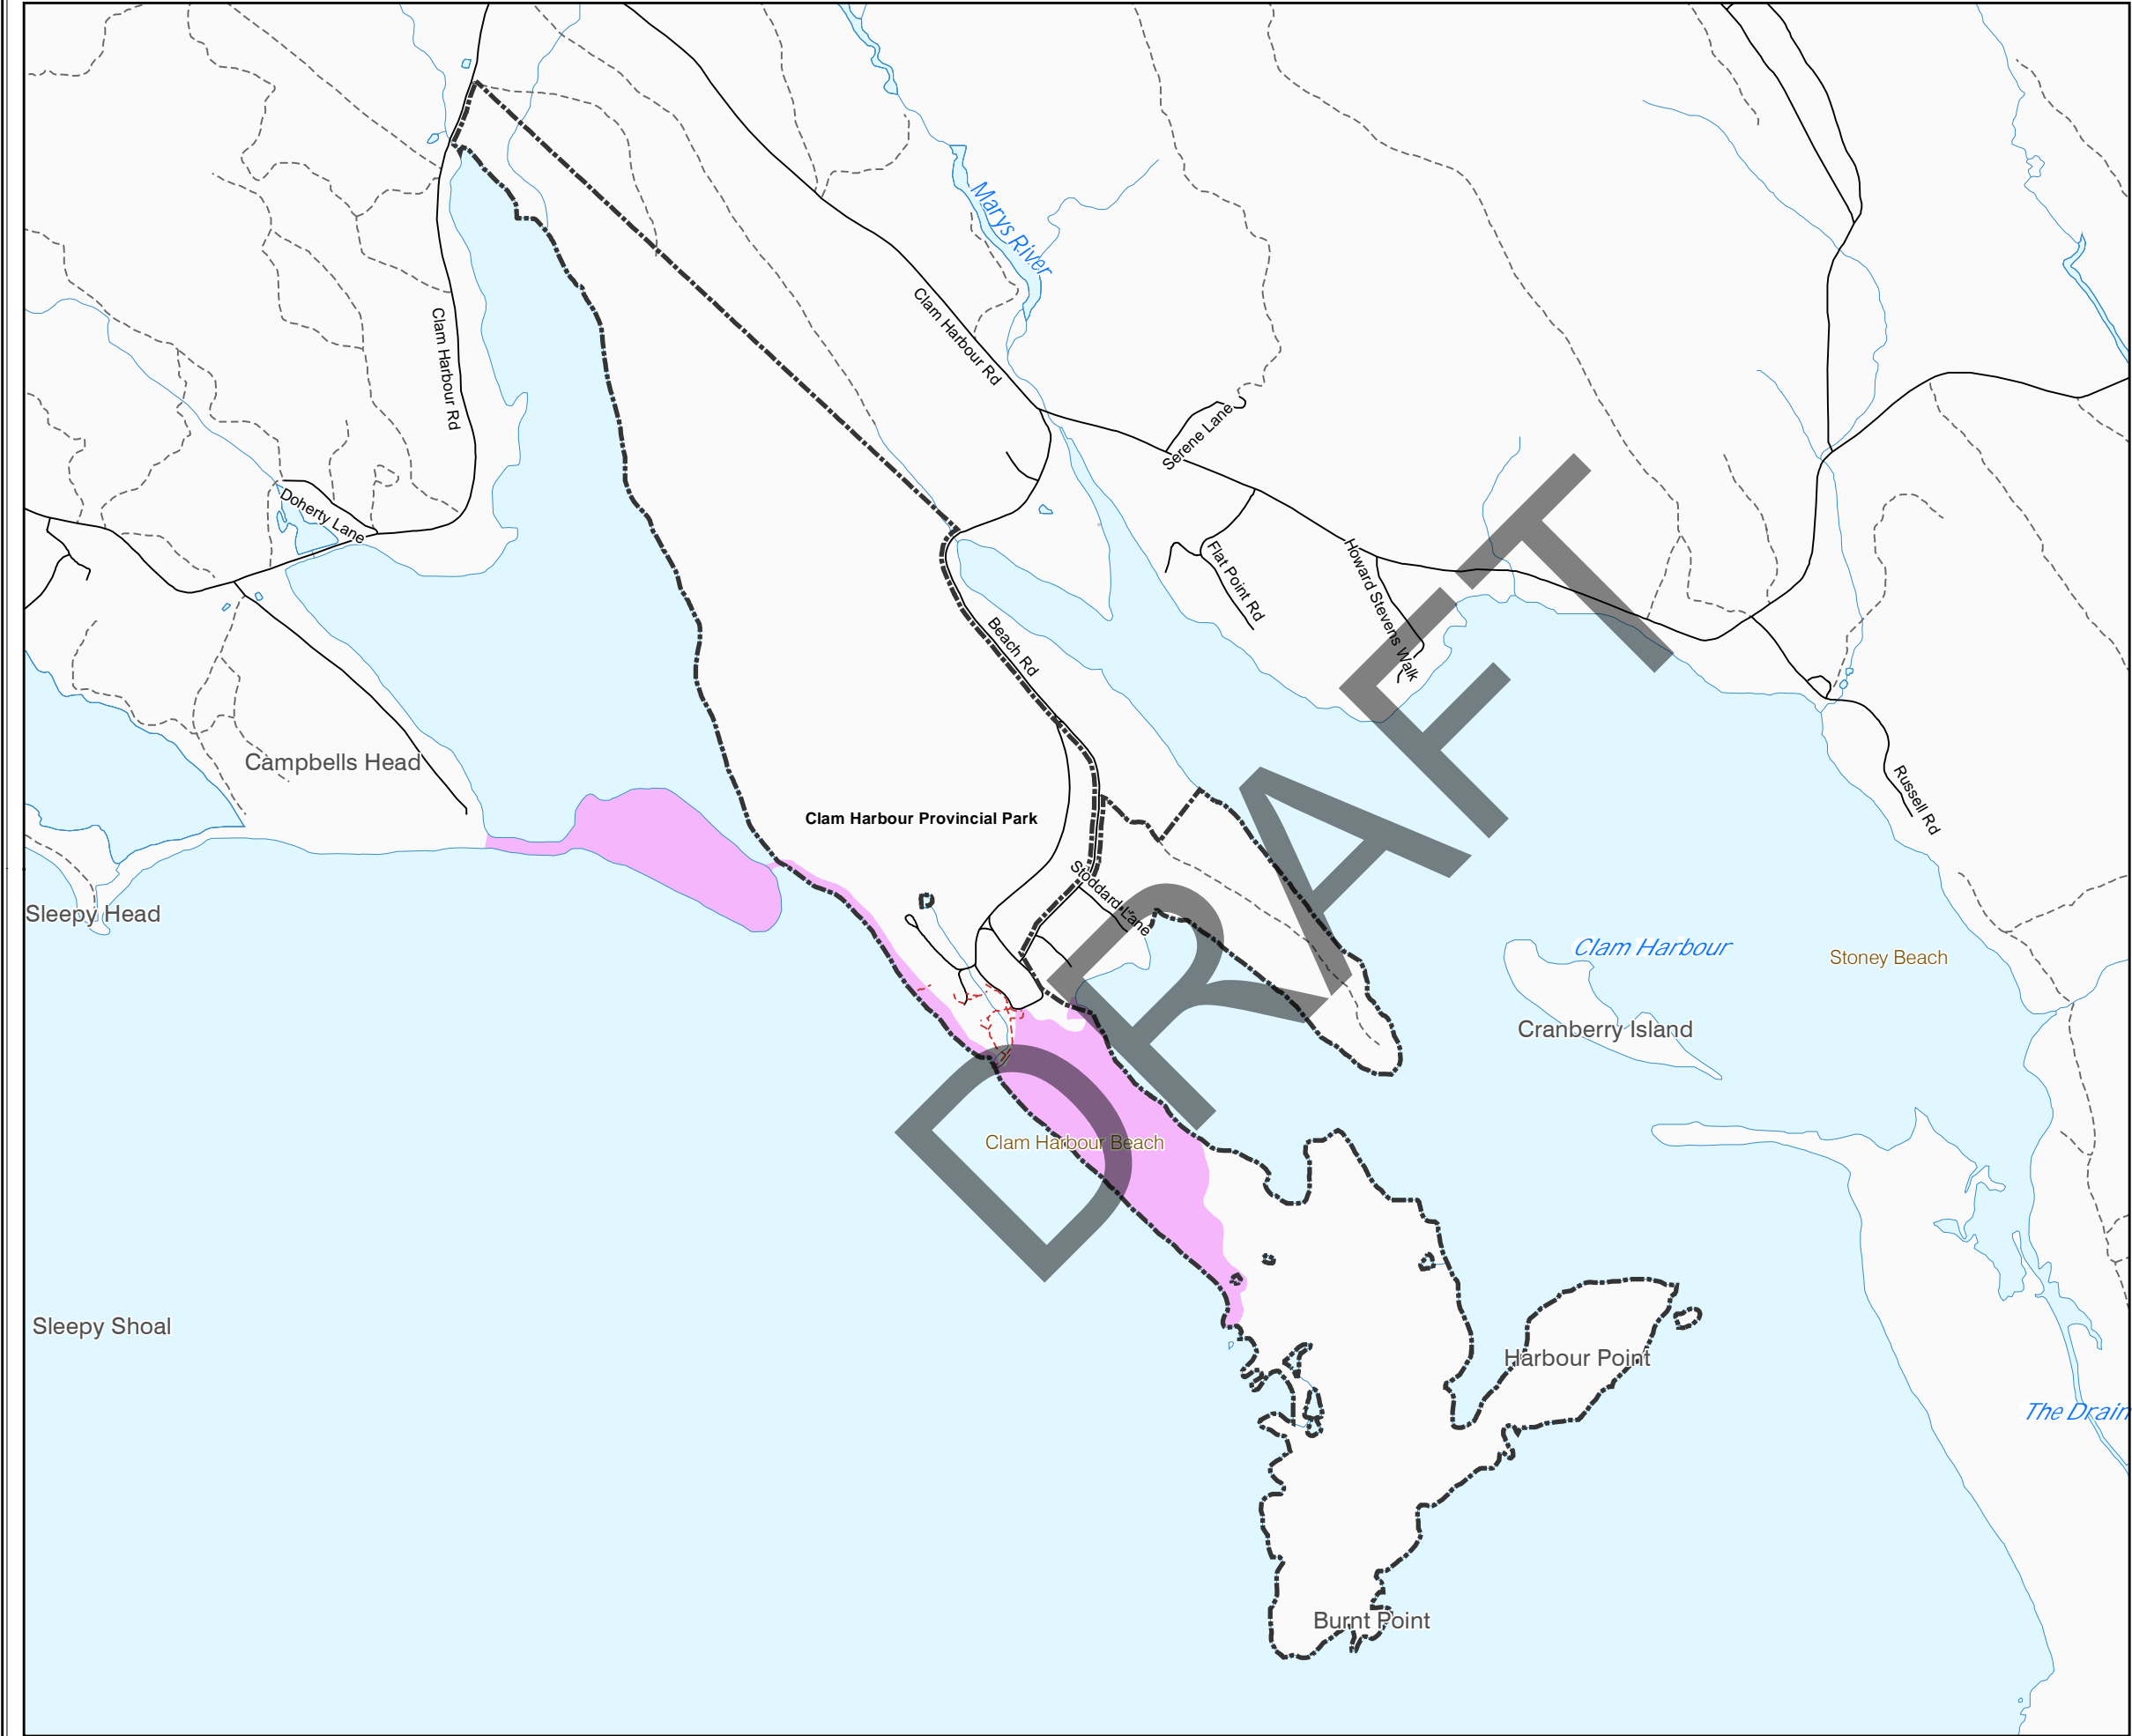 Marys River
Clam Harbour Rd
Clam Harbour Rd
Serene Lane
Doherty Lane
Flat Point Rd
Howard Stevens Walk
Beach Rd
Campbells Head
Russell Rd
Clam Harbour Provincial Park
Stoddard Lane
Sleepy Head
Clam Harbour
Stoney Beach
Cranberry Island
Clam Harbour Beach
DRAFT
Sleepy Shoal
Harbour Point
The Drain
Burnt Point